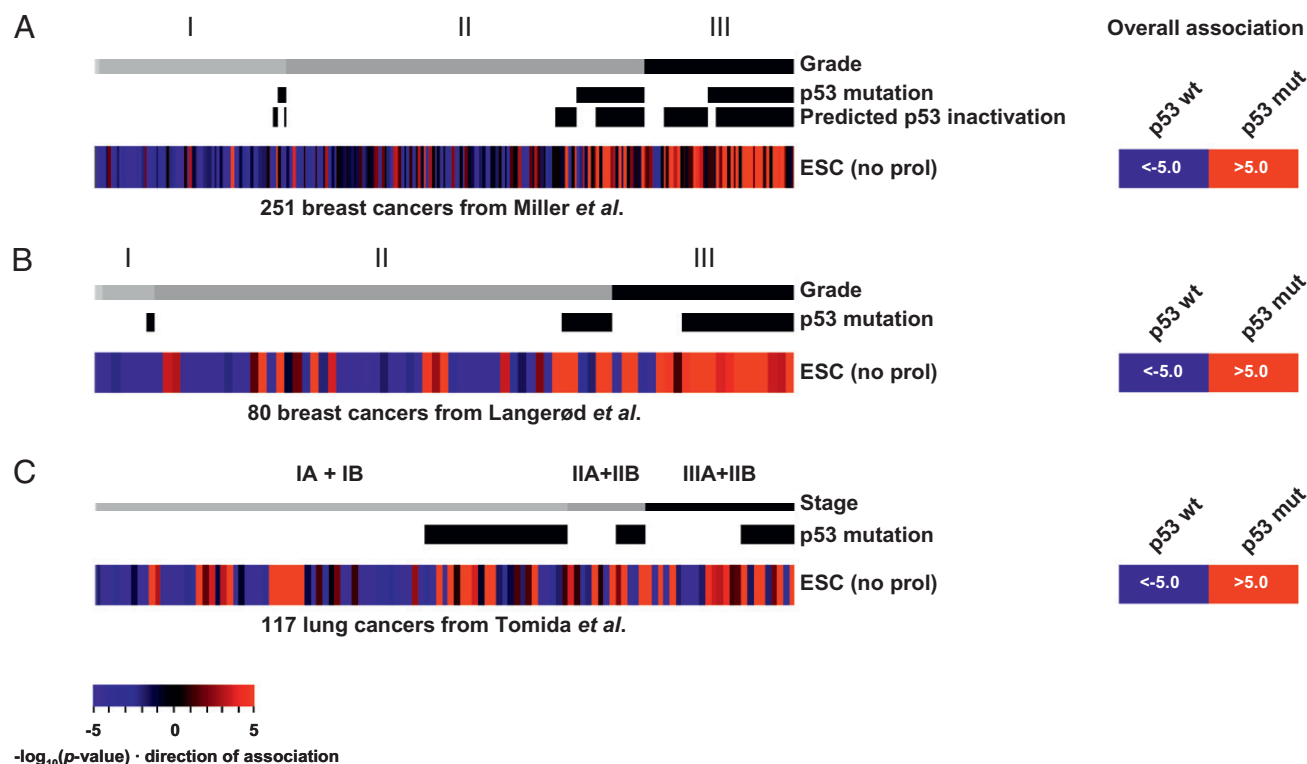 A
I II III
Overall association
Grade
p53 mutation
Predicted p53 inactivation
ESC (no prol)
p53 wt
p53 mut
<-5.0 >5.0
251 breast cancers from Miller et al.
B
I II III
Grade
p53 mutation
ESC (no prol)
p53 wt
p53 mut
<-5.0 >5.0
80 breast cancers from Langerød et al.
C
IA + IB IIA+IIB IIIA+IIB
Stage
p53 mutation
ESC (no prol)
p53 wt
p53 mut
<-5.0 >5.0
117 lung cancers from Tomida et al.
-5 0 5
-log₁₀(p-value) · direction of association